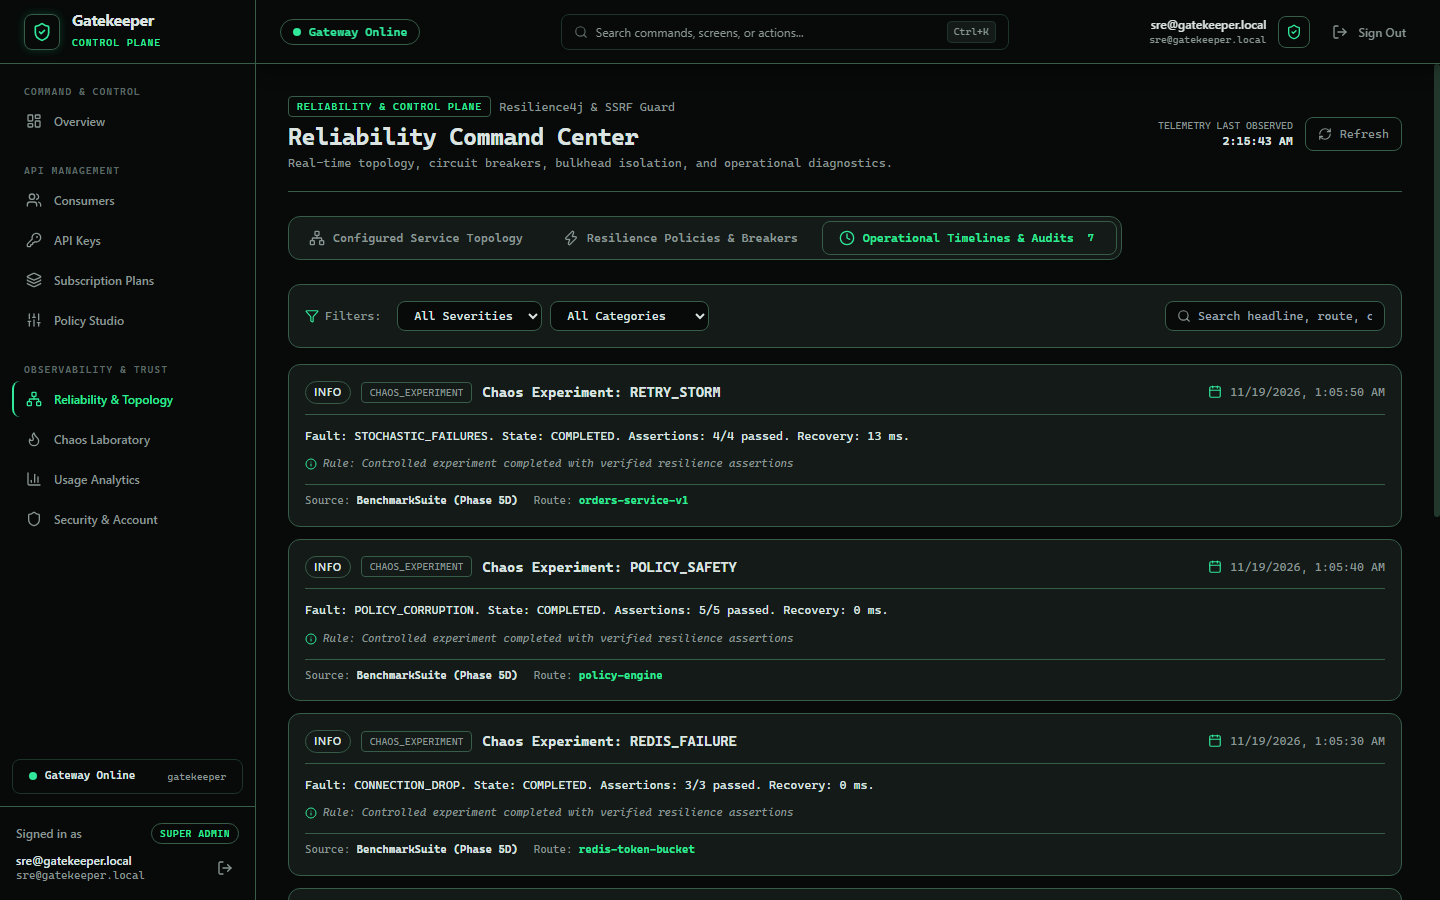 Gatekeeper
CONTROL PLANE
Gateway Online
Search commands, screens, or actions...
Ctrl+K
sre@gatekeeper.local
sre@gatekeeper.local
Sign Out
COMMAND & CONTROL
Overview
API MANAGEMENT
Consumers
API Keys
Subscription Plans
Policy Studio
OBSERVABILITY & TRUST
Reliability & Topology
Chaos Laboratory
Usage Analytics
Security & Account
Gateway Online
gatekeeper
Signed in as
SUPER ADMIN
sre@gatekeeper.local
sre@gatekeeper.local
RELIABILITY & CONTROL PLANE
Resilience4j & SSRF Guard
Reliability Command Center
Real-time topology, circuit breakers, bulkhead isolation, and operational diagnostics.
TELEMETRY LAST OBSERVED
2:15:43 AM
Refresh
Configured Service Topology
Resilience Policies & Breakers
Operational Timelines & Audits 7
Filters:
All Severities
All Categories
Search headline, route, c
INFO
CHAOS_EXPERIMENT
Chaos Experiment: RETRY_STORM
11/19/2026, 1:05:50 AM
Fault: STOCHASTIC_FAILURES. State: COMPLETED. Assertions: 4/4 passed. Recovery: 13 ms.
Rule: Controlled experiment completed with verified resilience assertions
Source: BenchmarkSuite (Phase 5D) Route: orders-service-v1
INFO
CHAOS_EXPERIMENT
Chaos Experiment: POLICY_SAFETY
11/19/2026, 1:05:40 AM
Fault: POLICY_CORRUPTION. State: COMPLETED. Assertions: 5/5 passed. Recovery: 0 ms.
Rule: Controlled experiment completed with verified resilience assertions
Source: BenchmarkSuite (Phase 5D) Route: policy-engine
INFO
CHAOS_EXPERIMENT
Chaos Experiment: REDIS_FAILURE
11/19/2026, 1:05:30 AM
Fault: CONNECTION_DROP. State: COMPLETED. Assertions: 3/3 passed. Recovery: 0 ms.
Rule: Controlled experiment completed with verified resilience assertions
Source: BenchmarkSuite (Phase 5D) Route: redis-token-bucket